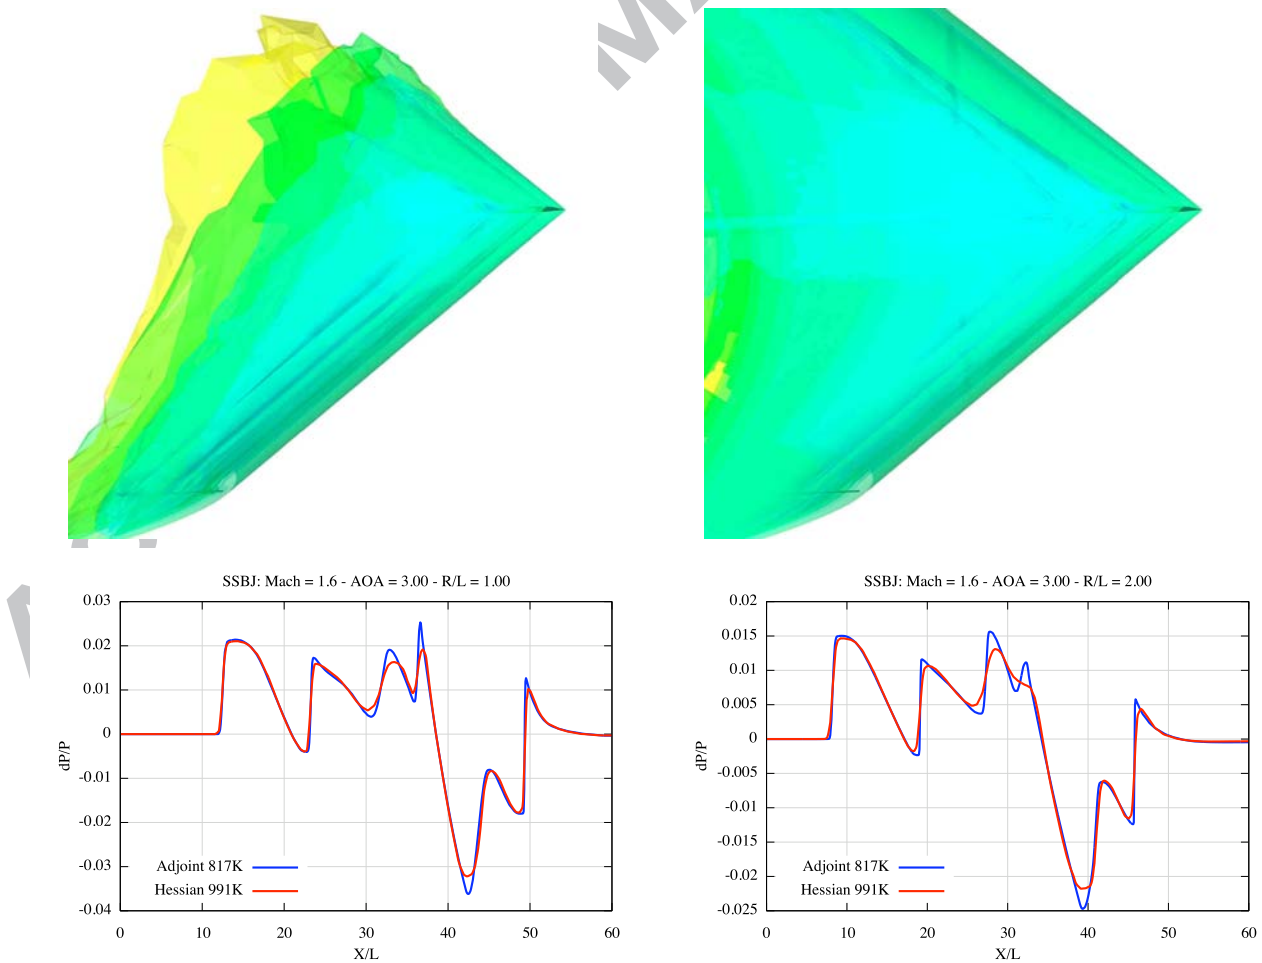 M
SSBJ: Mach = 1.6 - AOA = 3.00 - R/L = 1.00
0.03
0.02
0.01
0
-0.01
-0.02
-0.03
-0.04
dP/P
Adjoint 817K
Hessian 991K
0 10 20 30 40 50 60
X/L
SSBJ: Mach = 1.6 - AOA = 3.00 - R/L = 2.00
0.02
0.015
0.01
0.005
0
-0.005
-0.01
-0.015
-0.02
-0.025
dP/P
Adjoint 817K
Hessian 991K
0 10 20 30 40 50 60
X/L